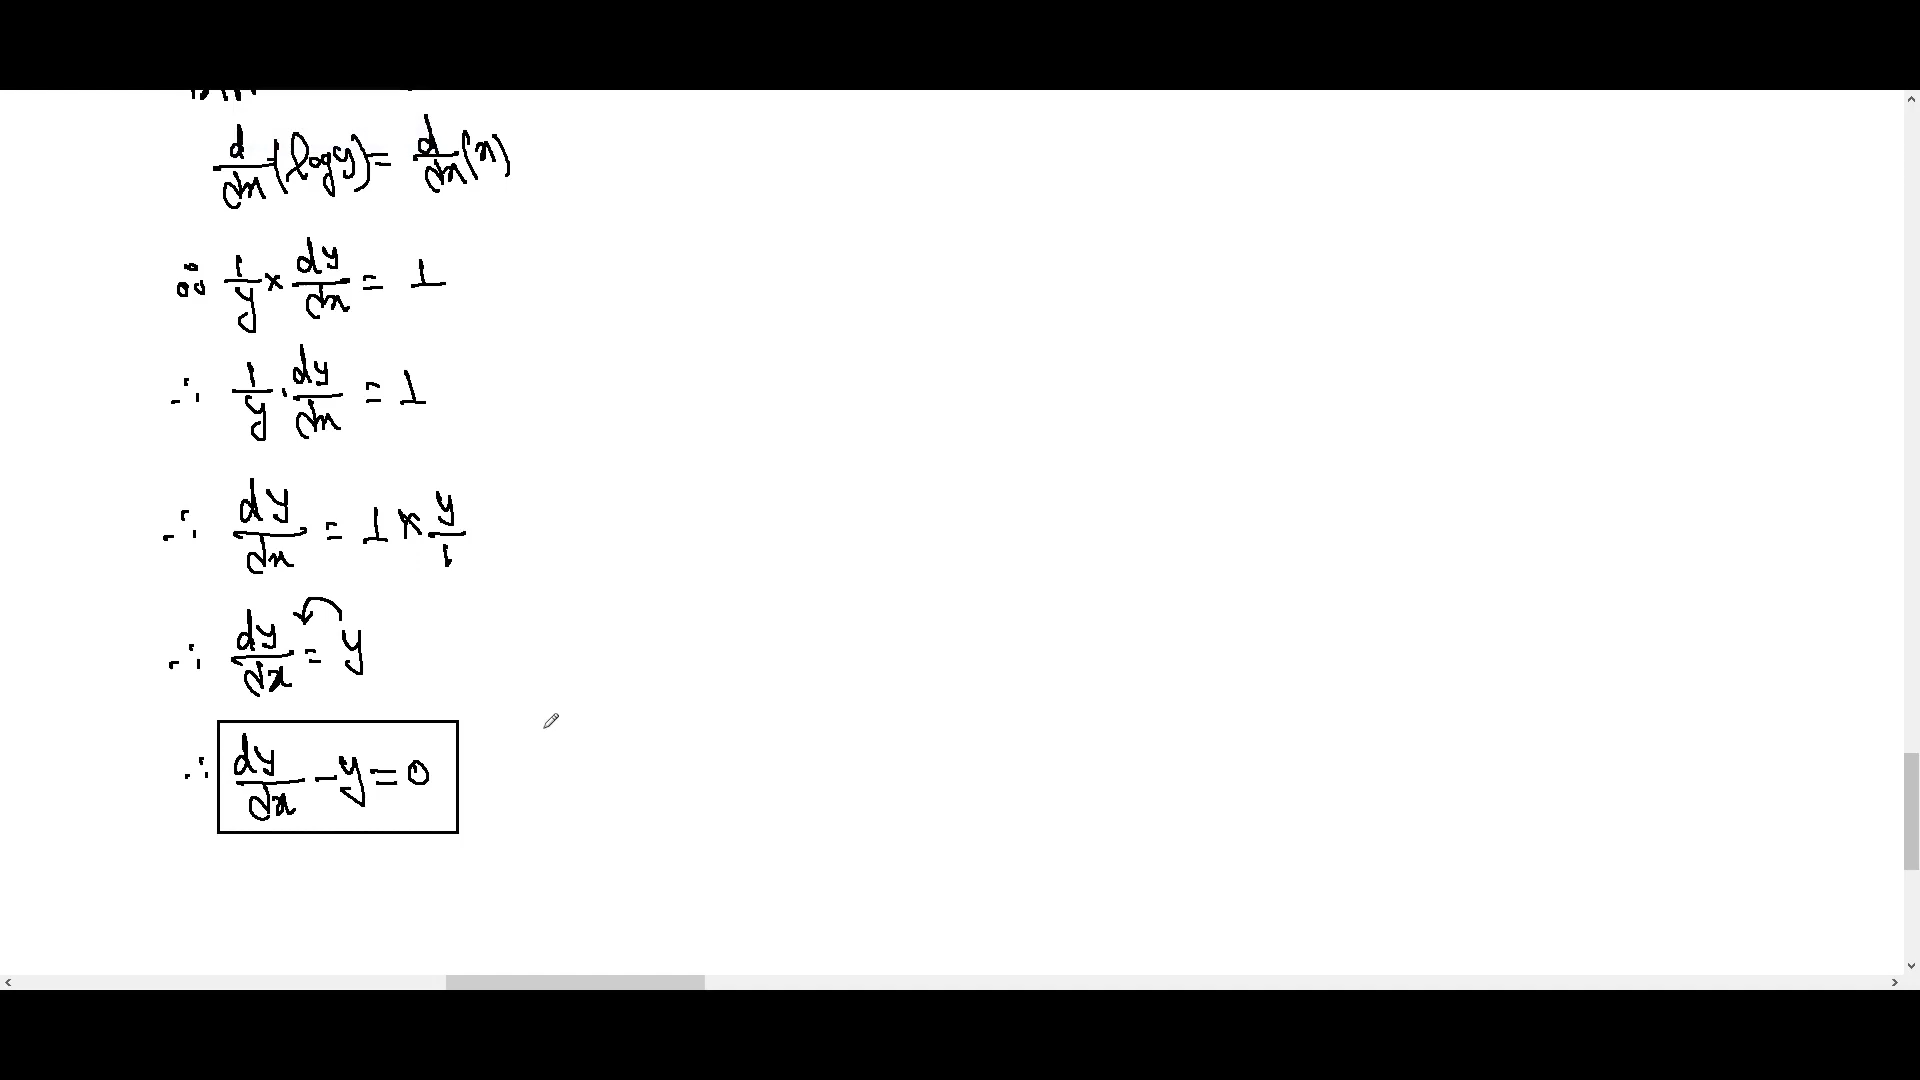 d/dx (log y) = d/dx (x)
∴ 1/y × dy/dx = 1
∴ 1/y · dy/dx = 1
∴ dy/dx = 1 × y/1
∴ dy/dx = y
∴ dy/dx - y = 0